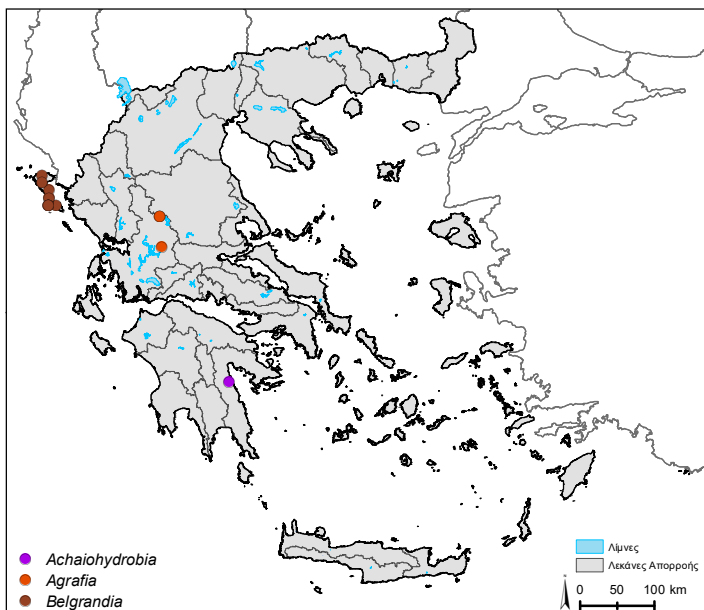 Achaiohydrobia
Agrafia
Belgrandia
Λίμνες
Λεκάνες Απορροής
0 50 100 km